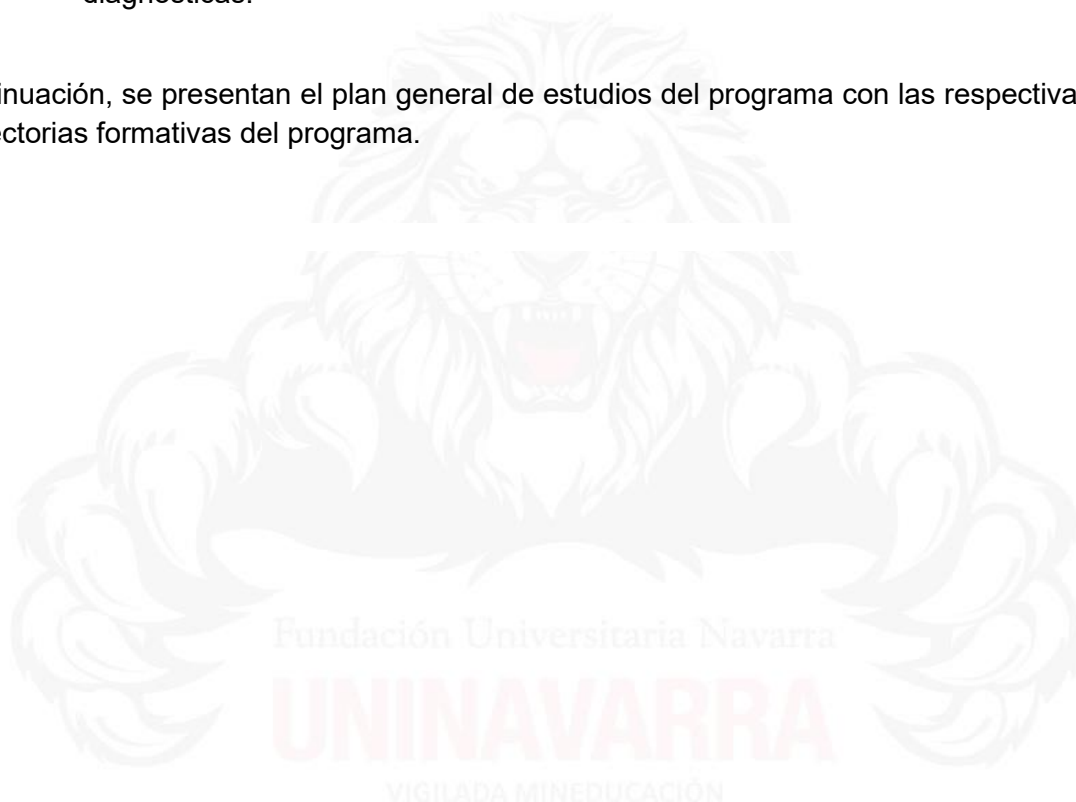 diagnósticas.
inuación, se presentan el plan general de estudios del programa con las respectiva
ectorias formativas del programa.
Fundación Universitaria Navarra
UNINAVARRA
VIGILADA MINEDUCACIÓN